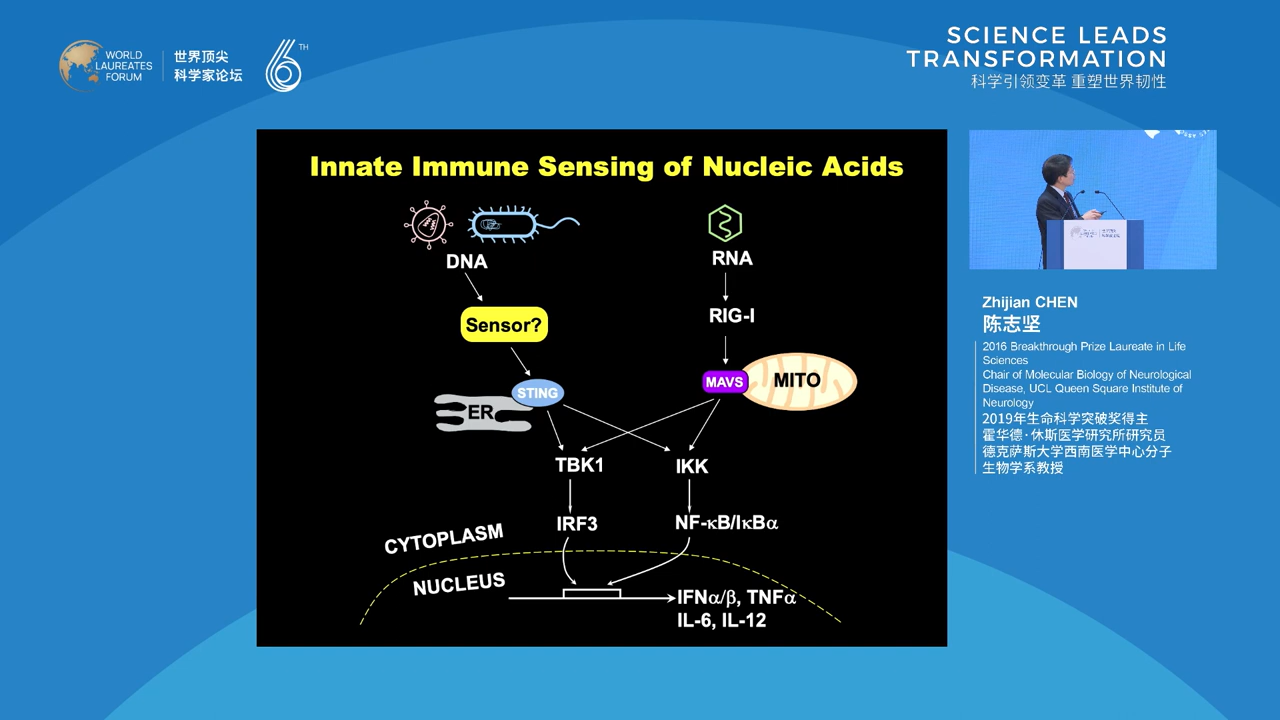 WORLD
LAUREATES
FORUM
世界顶尖
科学家论坛
6TH
SCIENCE LEADS
TRANSFORMATION
科学引领变革 重塑世界韧性
Innate Immune Sensing of Nucleic Acids
DNA
RNA
Sensor?
RIG-I
STING
MAVS
MITO
ER
TBK1
IKK
IRF3
NF-κB/IκBα
CYTOPLASM
NUCLEUS
IFNα/β, TNFα
IL-6, IL-12
Zhijian CHEN
陈志坚
2016 Breakthrough Prize Laureate in Life
Sciences
Chair of Molecular Biology of Neurological
Disease, UCL Queen Square Institute of
Neurology
2019年生命科学突破奖得主
霍华德·休斯医学研究所研究员
德克萨斯大学西南医学中心分子
生物学系教授